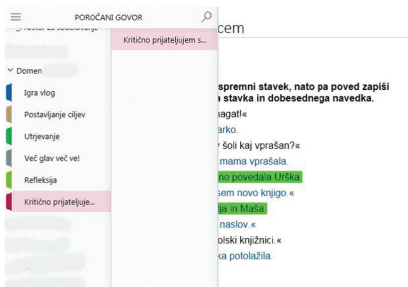 POROČANI GOVOR
Kritično prijateljujem s...
Domen
Igra vlog
Postavljanje ciljev
Utrjevanje
Več glav več ve!
Refleksija
Kritično prijateljuje...
cem
spremni stavek, nato pa poved zapiši
stavka in dobesednega navedka.
magat!«
arko.
šoli kaj vprašan?«
mama vprašala.
no povedala Urška.
sem novo knjigo.«
ja in Maša.
naslov.«
olski knjižnici.«
ka potolažila.